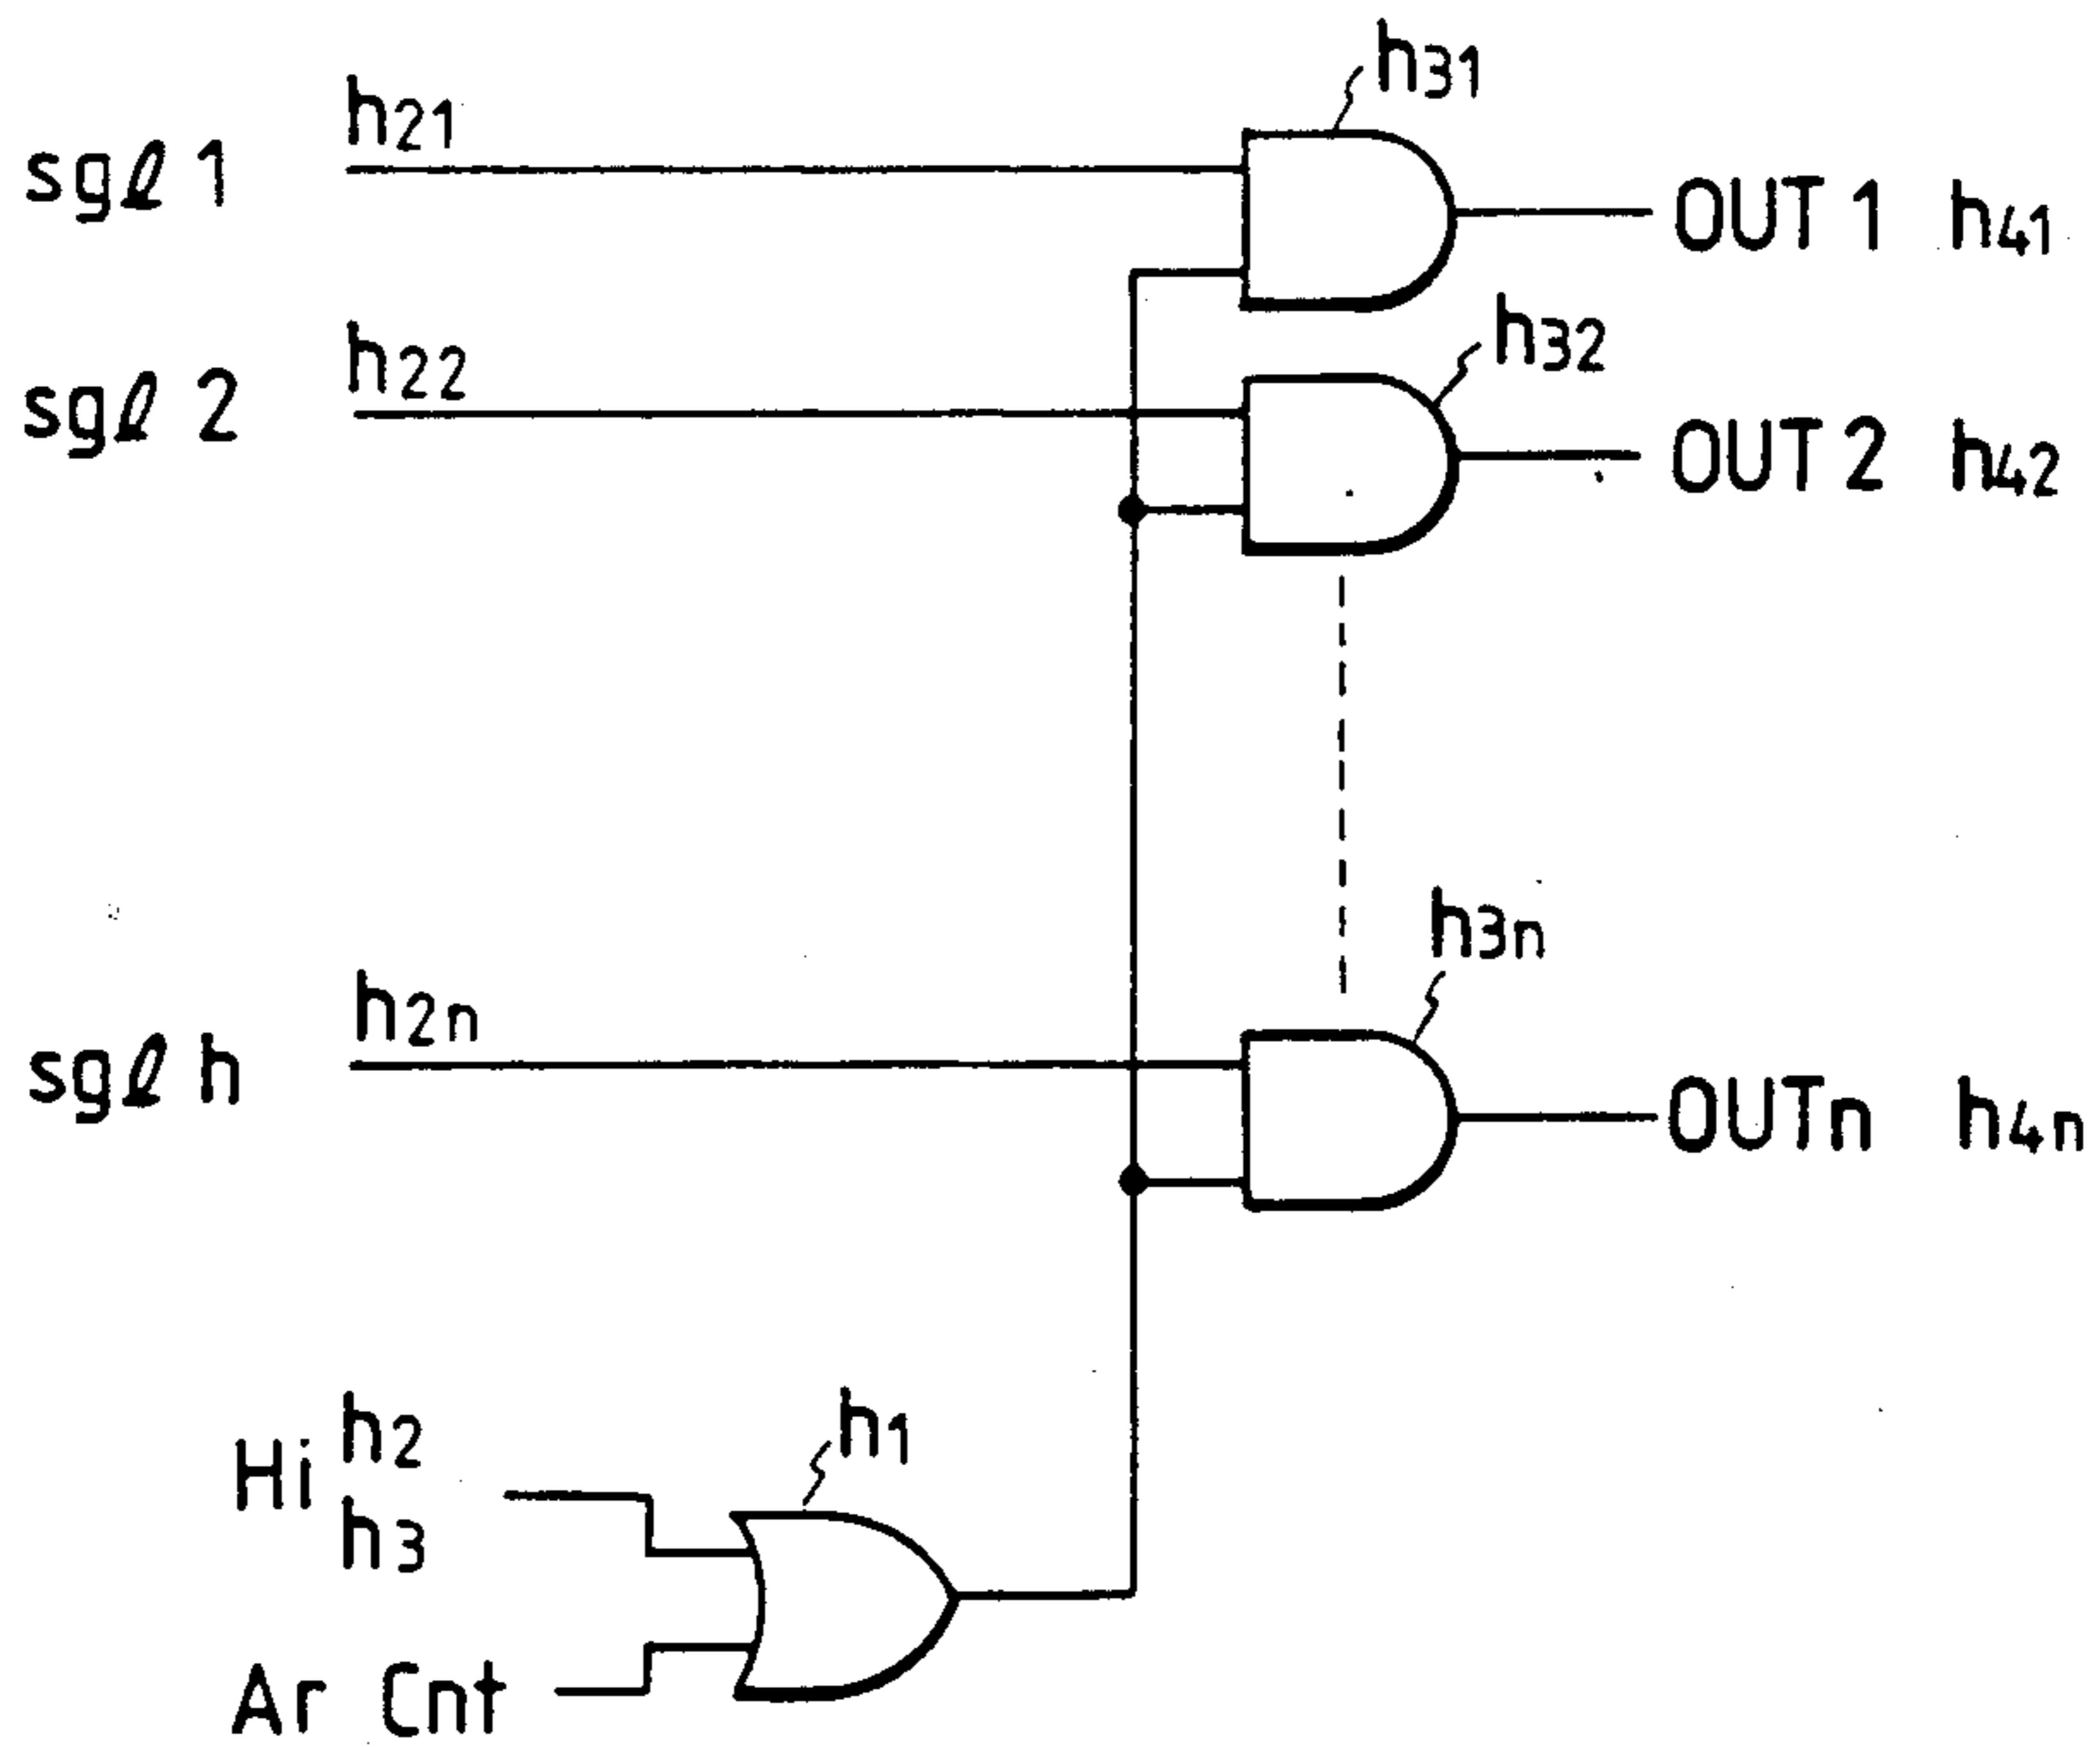 h31
sgl 1 h21
OUT 1 h41
h32
sgl 2 h22
OUT 2 h42
h3n
sgl h h2n
OUTn h4n
h1
Hi h2
h3
Ar Cnt